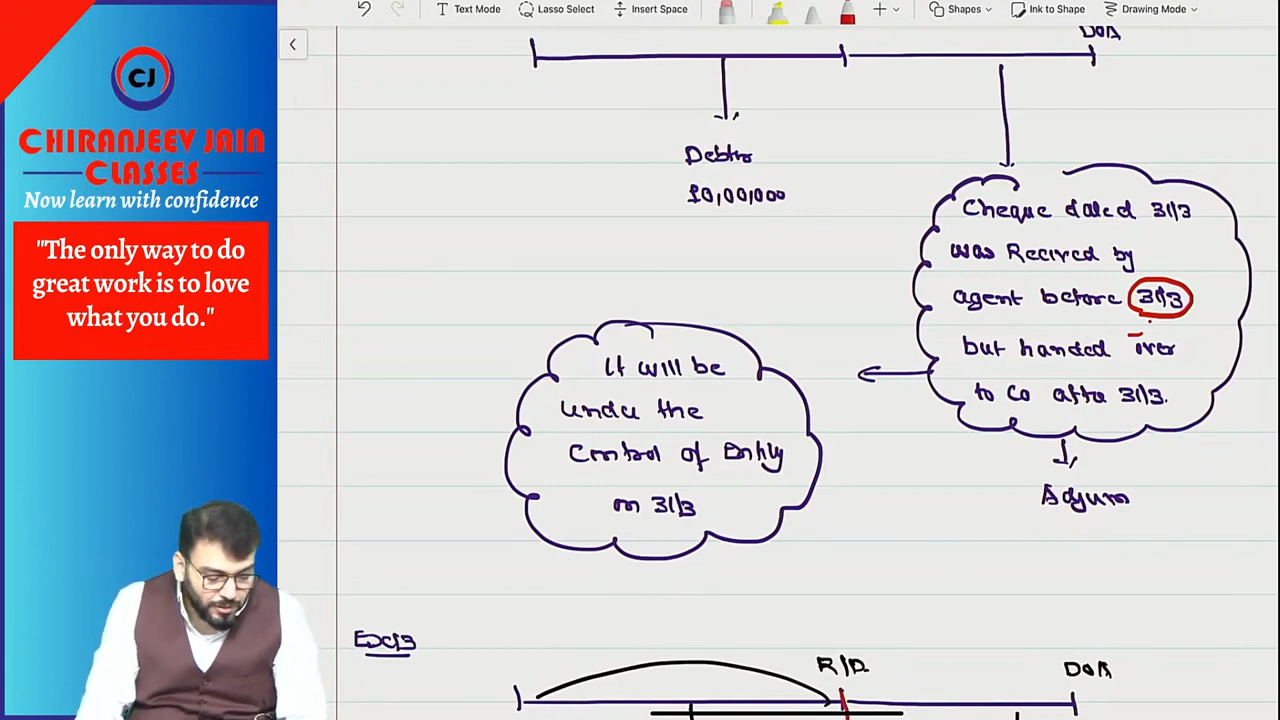 Text Mode
Lasso Select
Insert Space
Shapes
Ink to Shape
Drawing Mode
CJ
CHIRANJEEV JAIN
CLASSES
Now learn with confidence
"The only way to do
great work is to love
what you do."
DOA
Debtor
10,00,000
Cheque dated 31/3
was Recived by
agent before 31/3
but handed over
to Co after 31/3.
It will be
under the
Control of Entity
on 31/3
R/D
DOA